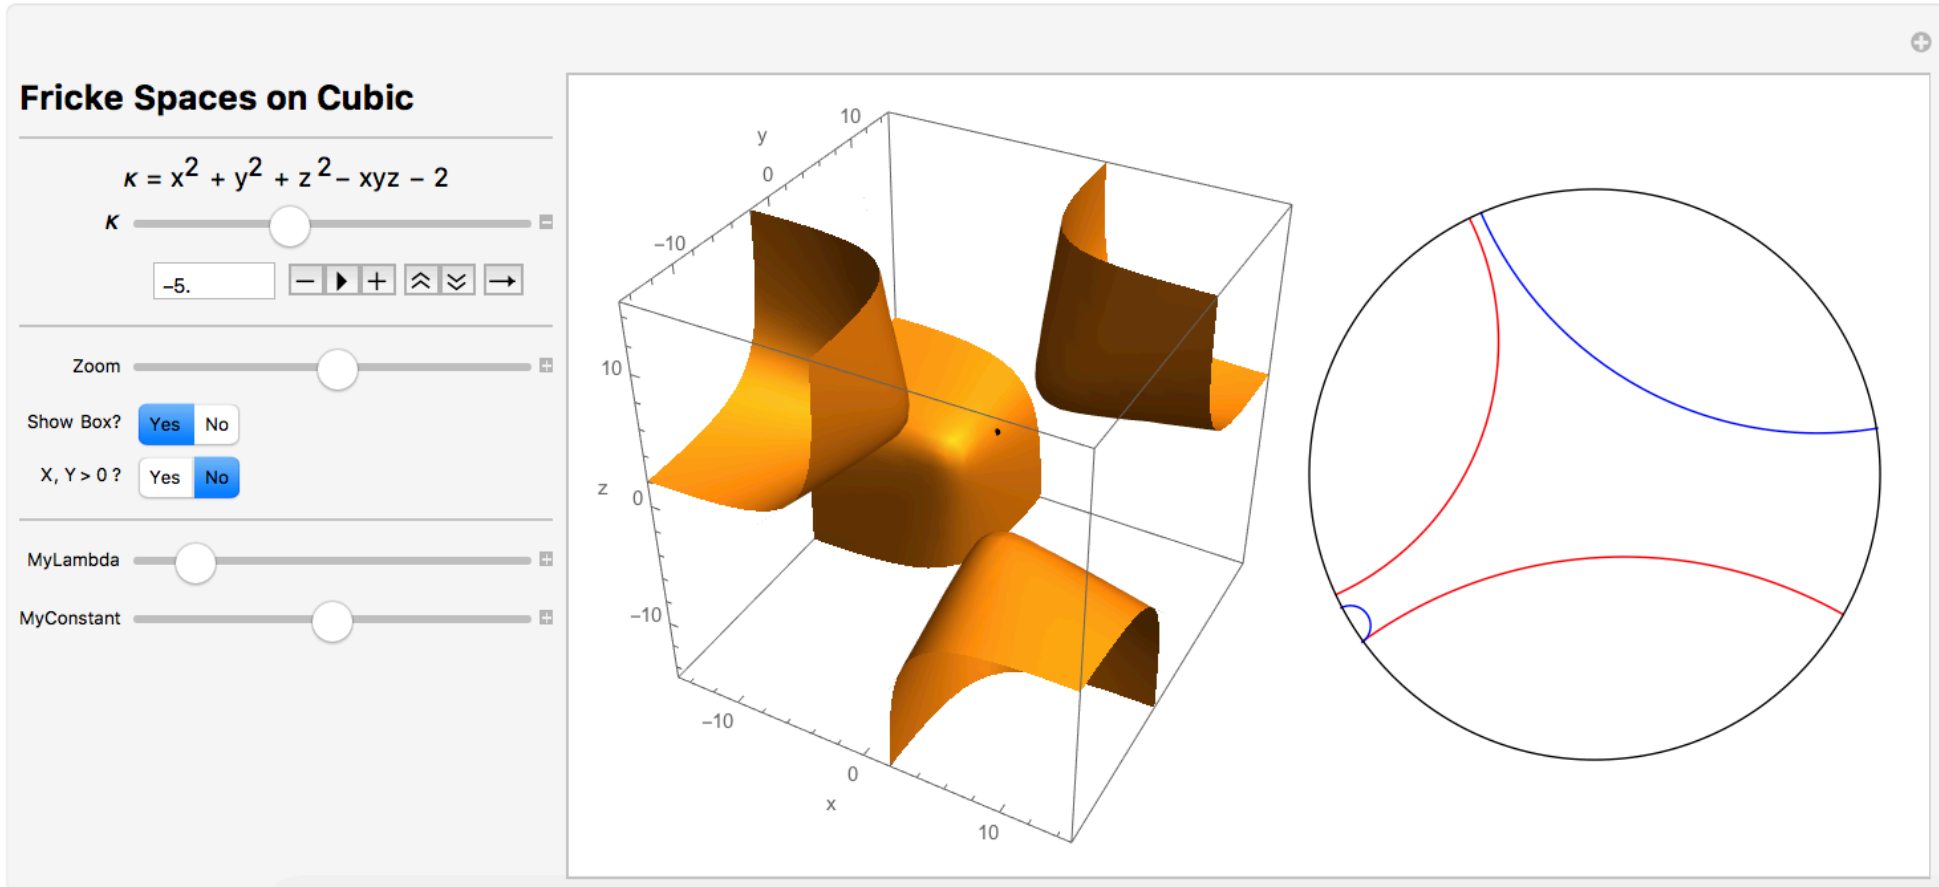 Fricke Spaces on Cubic
κ = x² + y² + z² – xyz – 2
κ
–5.
Zoom
Show Box? Yes No
X, Y > 0 ? Yes No
MyLambda
MyConstant
10
y
0
–10
10
z 0
–10
–10
0
x
10